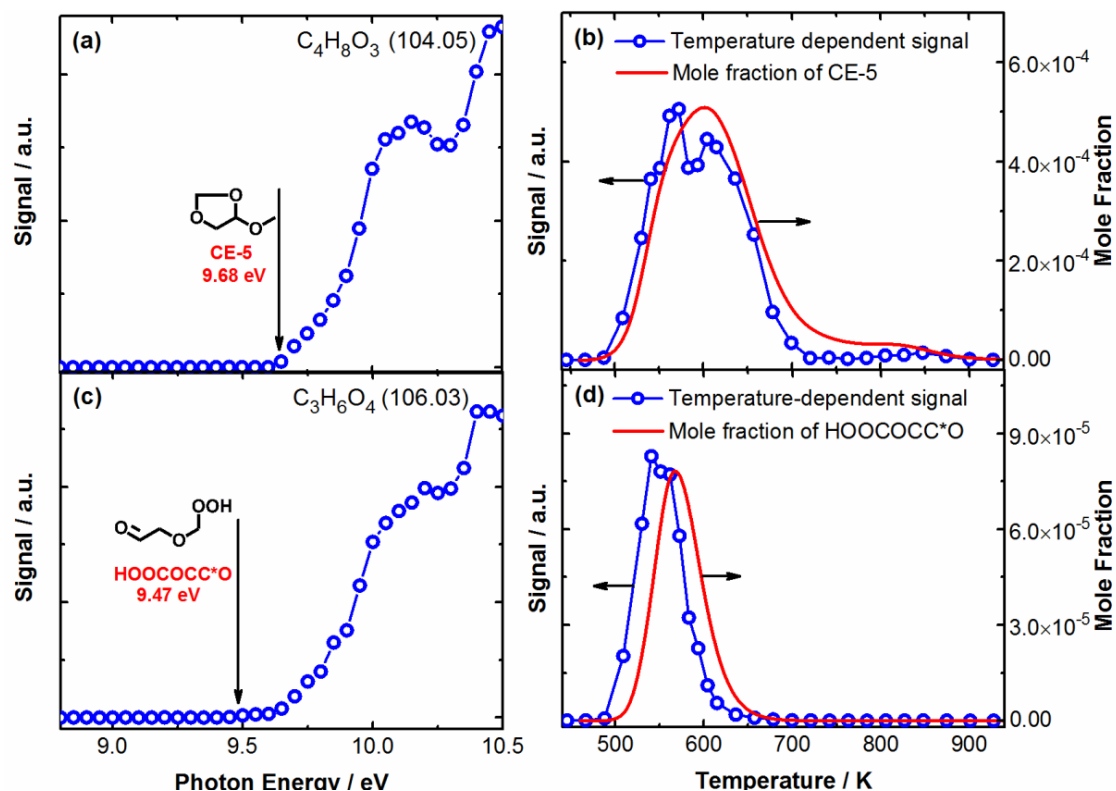 (a)
C₄H₈O₃ (104.05)
Signal / a.u.
O
O
O
CE-5
9.68 eV
(b)
Temperature dependent signal
Mole fraction of CE-5
Signal / a.u.
6.0×10⁻⁴
4.0×10⁻⁴
2.0×10⁻⁴
0.00
Mole Fraction
(c)
C₃H₆O₄ (106.03)
Signal / a.u.
O
O
OOH
HOOCOCC*O
9.47 eV
9.0
9.5
10.0
10.5
Photon Energy / eV
(d)
Temperature-dependent signal
Mole fraction of HOOCOCC*O
Signal / a.u.
9.0×10⁻⁵
6.0×10⁻⁵
3.0×10⁻⁵
0.00
Mole Fraction
500
600
700
800
900
Temperature / K